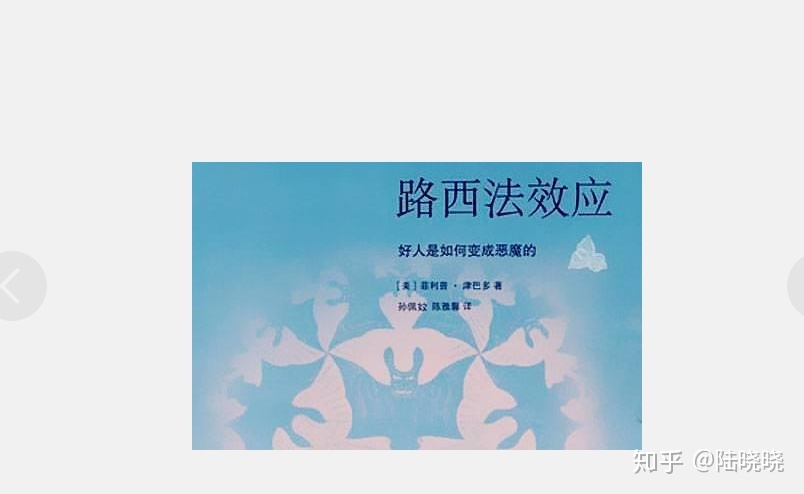 路西法效应
好人是如何变成恶魔的
[美] 菲利普·津巴多 著
孙佩妏 陈雅馨 译
知乎 @陆晓晓